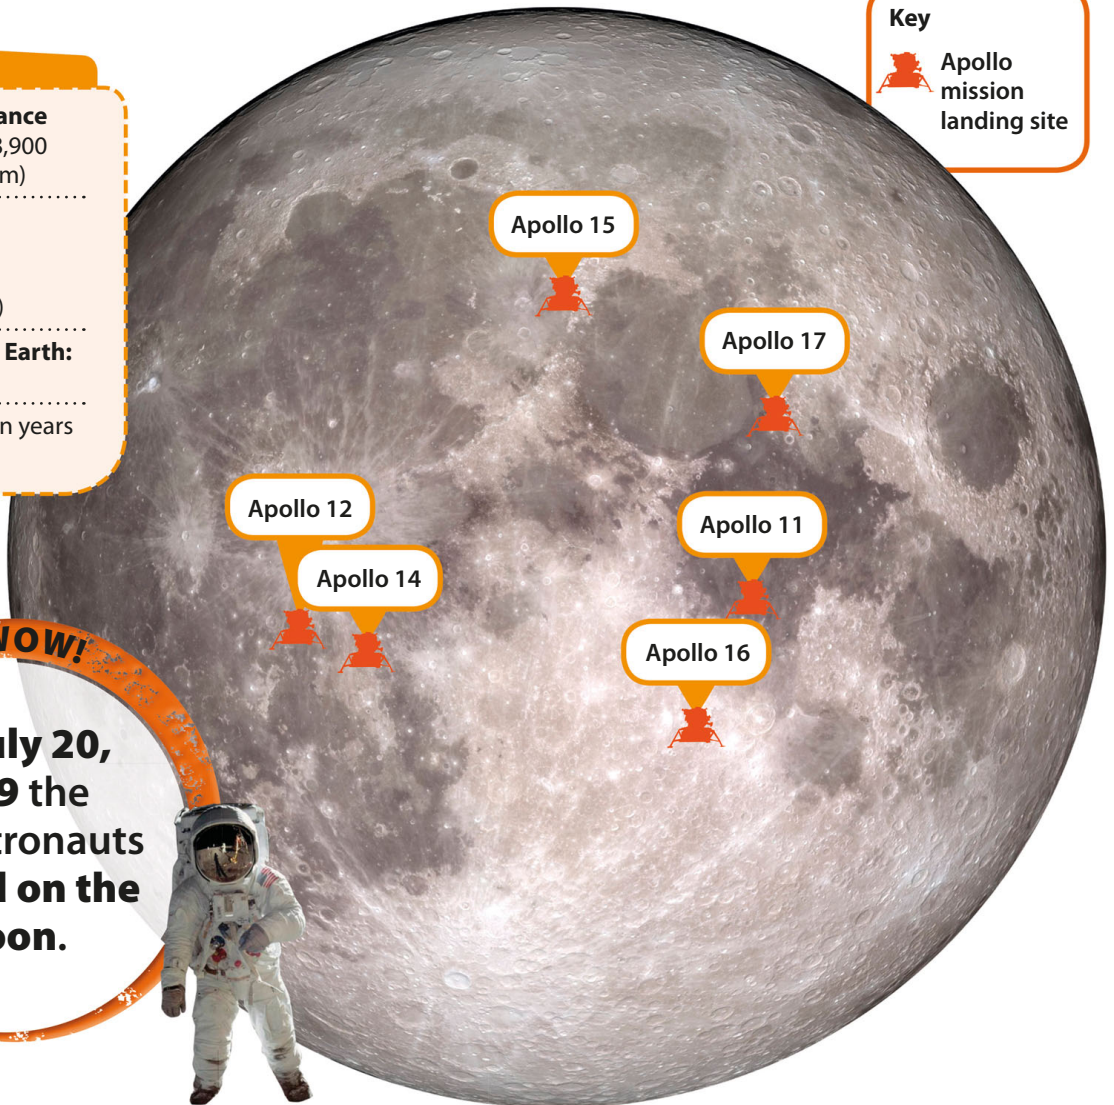 Key
Apollo
mission
landing site
ance
,900
m)
)
Earth:
n years
Apollo 15
Apollo 17
Apollo 12
Apollo 11
Apollo 14
Apollo 16
NOW!
uly 20,
9 the
tronauts
d on the
oon.